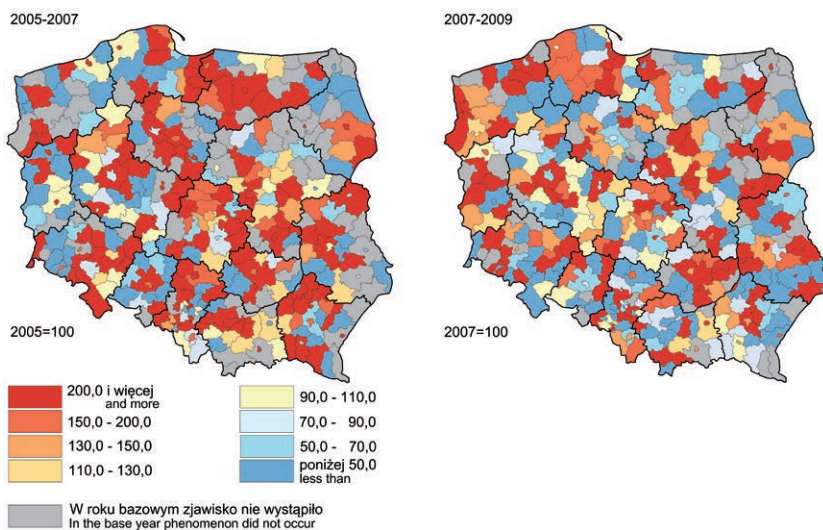 2005-2007
2007-2009
2005=100
2007=100
200,0 i więcej
and more
150,0 - 200,0
130,0 - 150,0
110,0 - 130,0
90,0 - 110,0
70,0 - 90,0
50,0 - 70,0
poniżej 50,0
less than
W roku bazowym zjawisko nie wystąpiło
In the base year phenomenon did not occur